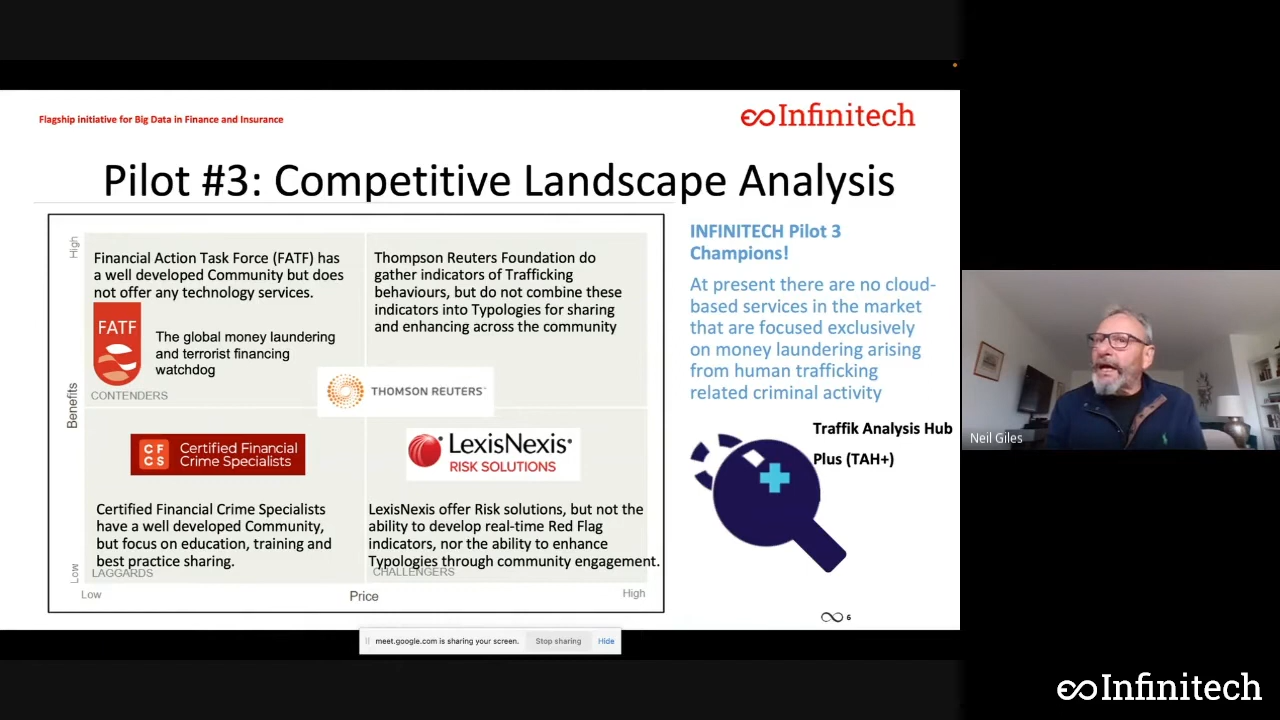 Flagship initiative for Big Data in Finance and Insurance
Infinitech
Pilot #3: Competitive Landscape Analysis
High
Benefits
Low
Financial Action Task Force (FATF) has
a well developed Community but does
not offer any technology services.
FATF
The global money laundering
and terrorist financing
watchdog
CONTENDERS
Thompson Reuters Foundation do
gather indicators of Trafficking
behaviours, but do not combine these
indicators into Typologies for sharing
and enhancing across the community
THOMSON REUTERS
C F
C S
Certified Financial
Crime Specialists
Certified Financial Crime Specialists
have a well developed Community,
but focus on education, training and
best practice sharing.
LAGGARDS
LexisNexis®
RISK SOLUTIONS
LexisNexis offer Risk solutions, but not the
ability to develop real-time Red Flag
indicators, nor the ability to enhance
Typologies through community engagement.
CHALLENGERS
Low
Price
High
INFINITECH Pilot 3
Champions!
At present there are no cloud-
based services in the market
that are focused exclusively
on money laundering arising
from human trafficking
related criminal activity
Traffik Analysis Hub
Plus (TAH+)
6
meet.google.com is sharing your screen.
Stop sharing
Hide
Neil Giles
Infinitech